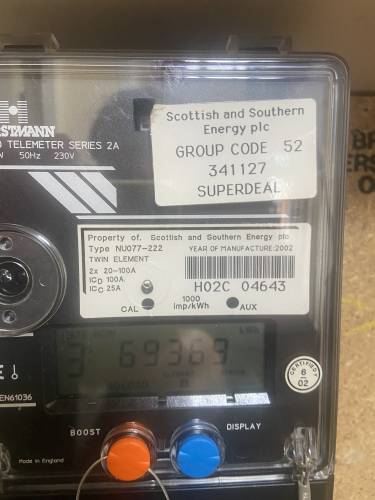 Scottish and Southern
Energy plc
GROUP CODE 52
341127
SUPERDEAL
TELEMETER SERIES 2A
50Hz 230V
Property of. Scottish and Southern Energy plc
Type NU077-222 YEAR OF MANUFACTURE:2002
TWIN ELEMENT
2x 20-100A
ICD 100A
ICC 25A
H02C 04643
1000
CAL imp/kWh AUX
69363
CERTIFIED
6
02
EN61036
BOOST DISPLAY
Made in England